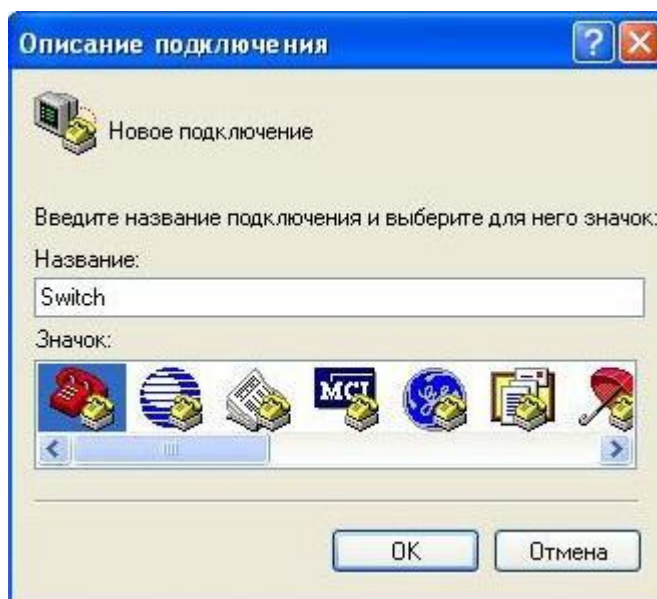 Описание подключения
Новое подключение
Введите название подключения и выберите для него значок:
Название:
Switch
Значок:
MCI
OK
Отмена